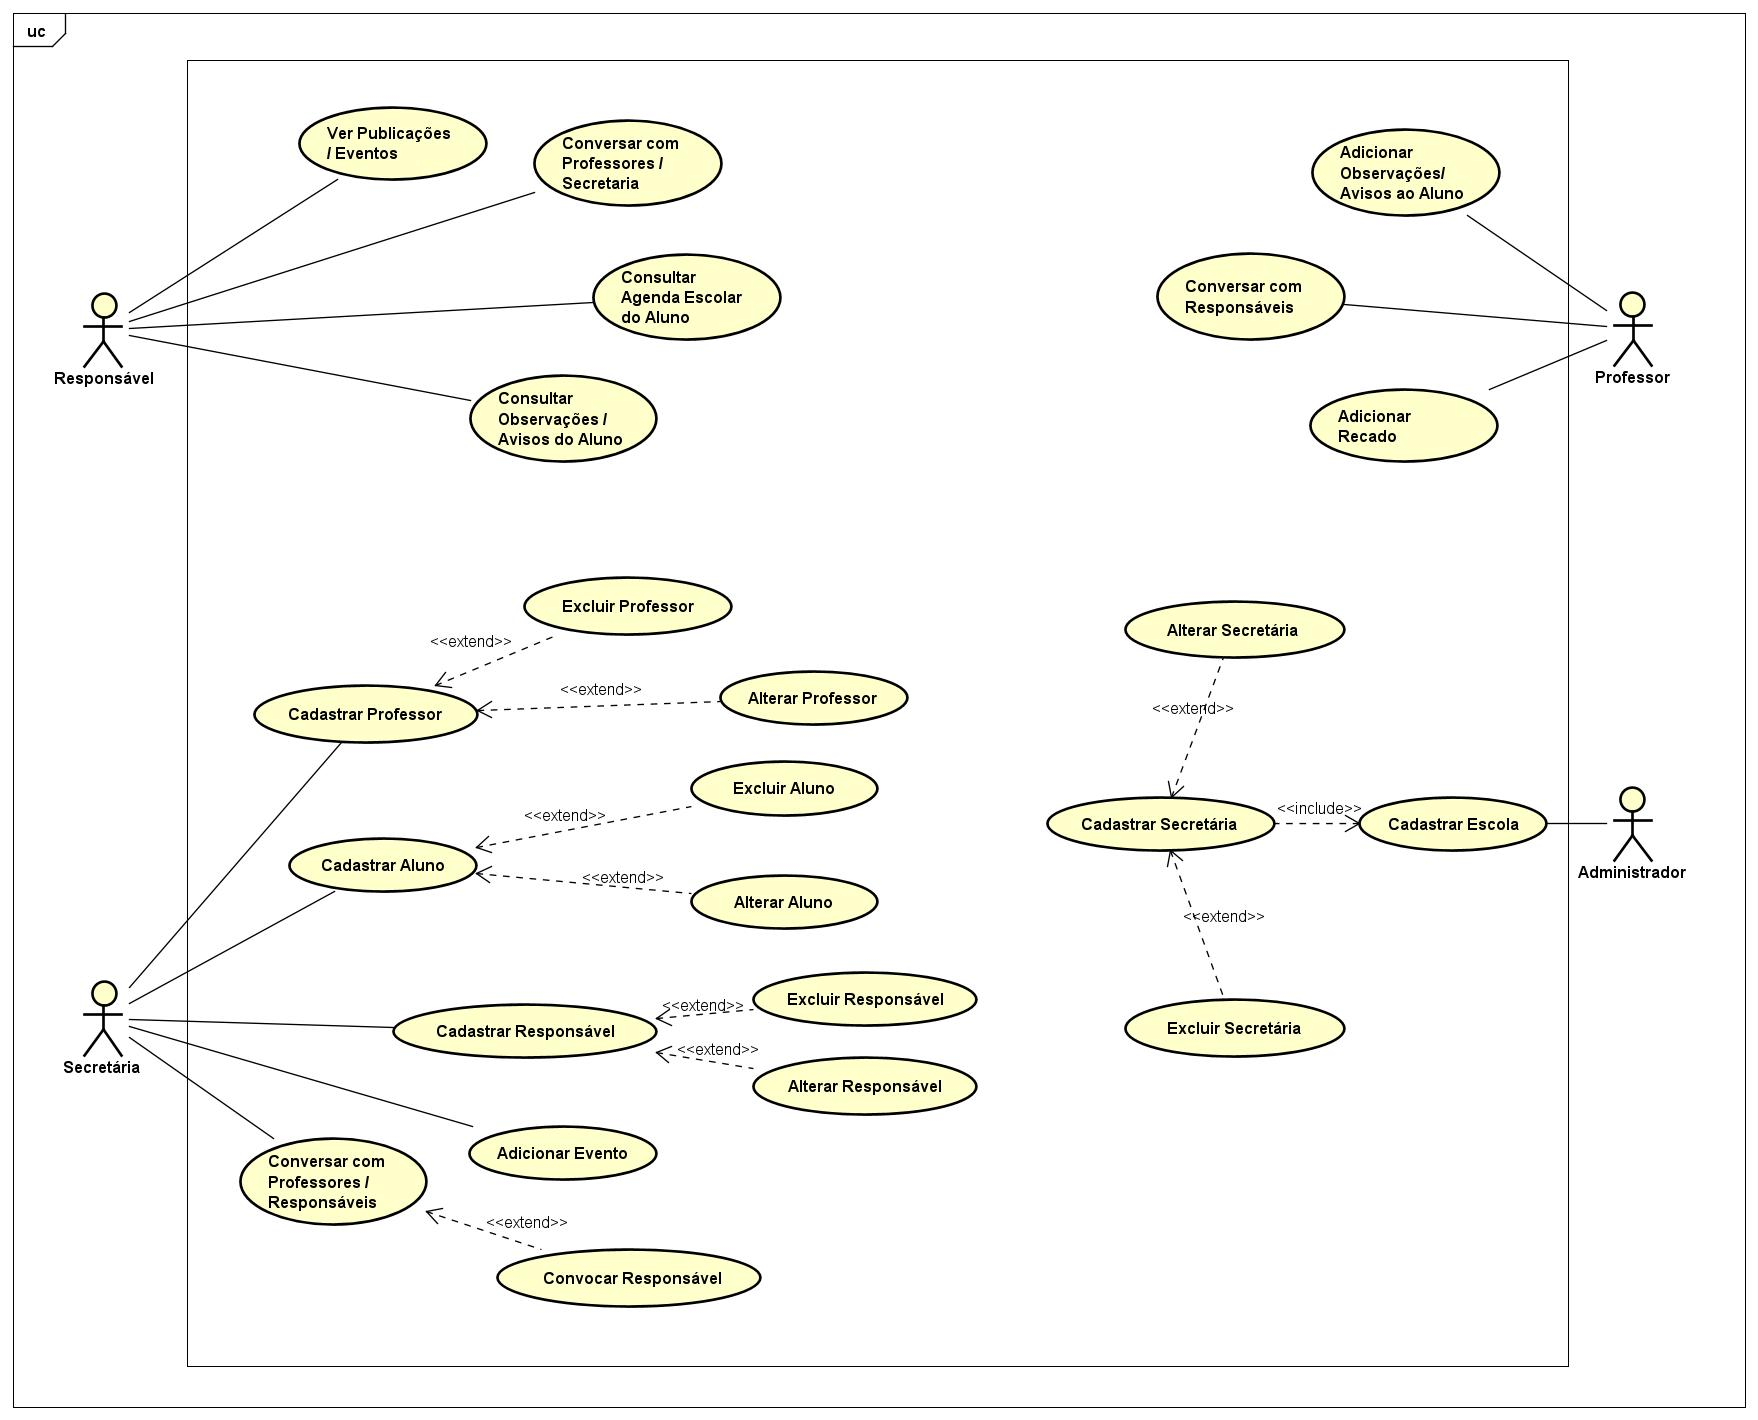 uc
Ver Publicações
/ Eventos
Conversar com
Professores /
Secretaria
Consultar
Agenda Escolar
do Aluno
Consultar
Observações /
Avisos do Aluno
Responsável
Adicionar
Observações/
Avisos ao Aluno
Conversar com
Responsáveis
Adicionar
Recado
Professor
Excluir Professor
<<extend>>
Alterar Professor
<<extend>>
Cadastrar Professor
Excluir Aluno
<<extend>>
Cadastrar Aluno
<<extend>>
Alterar Aluno
Excluir Responsável
<<extend>>
Cadastrar Responsável
<<extend>>
Alterar Responsável
Secretária
Adicionar Evento
Conversar com
Professores /
Responsáveis
<<extend>>
Convocar Responsável
Alterar Secretária
<<extend>>
Cadastrar Secretária
<<include>>
Cadastrar Escola
Administrador
<<extend>>
Excluir Secretária